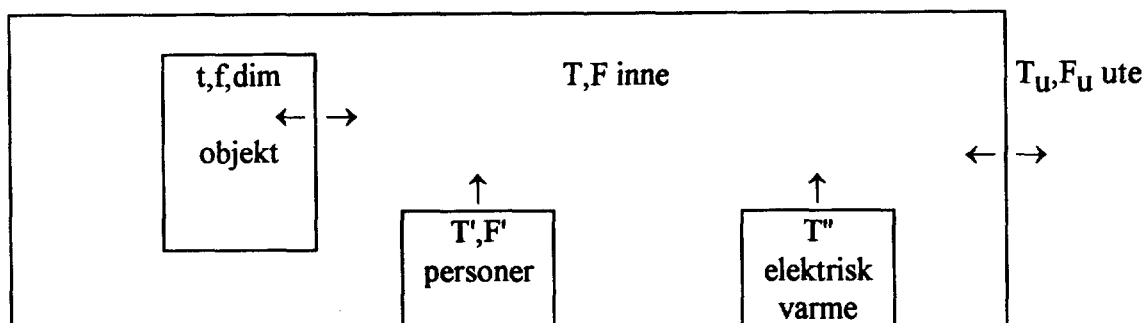 t,f,dim
objekt
T,F inne
T_u,F_u ute
T',F'
personer
T"
elektrisk
varme